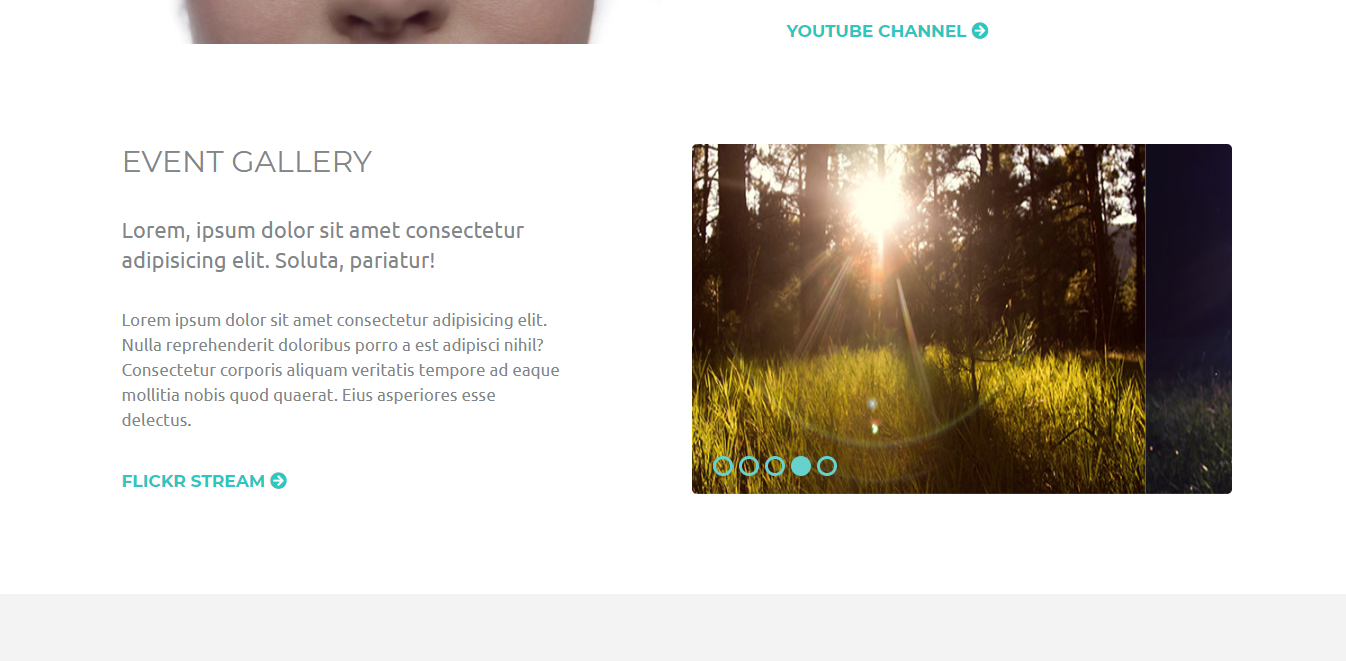 YOUTUBE CHANNEL
EVENT GALLERY
Lorem, ipsum dolor sit amet consectetur
adipisicing elit. Soluta, pariatur!
Lorem ipsum dolor sit amet consectetur adipisicing elit.
Nulla reprehenderit doloribus porro a est adipisci nihil?
Consectetur corporis aliquam veritatis tempore ad eaque
mollitia nobis quod quaerat. Eius asperiores esse
delectus.
FLICKR STREAM